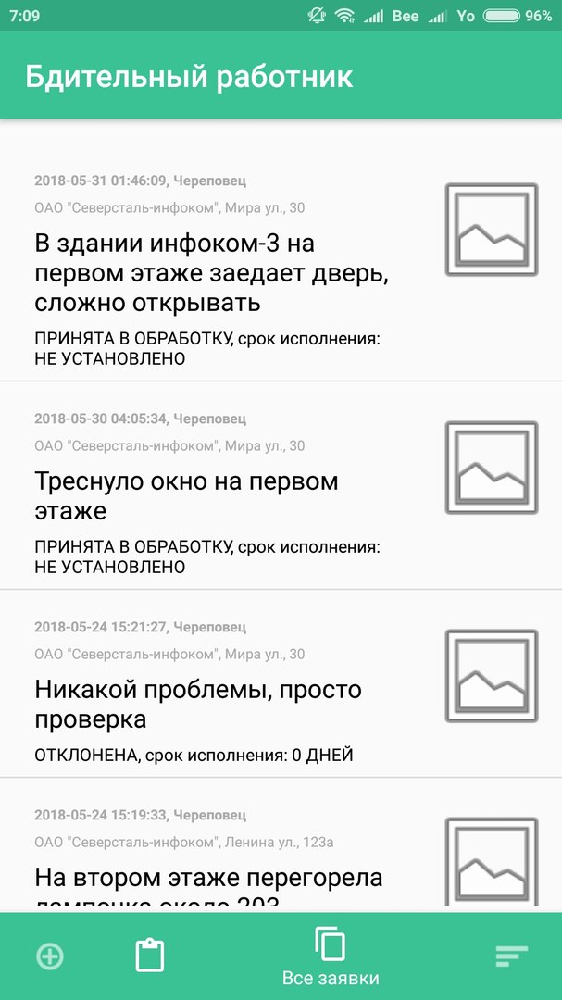 7:09 Bee Yo 96%
Бдительный работник
2018-05-31 01:46:09, Череповец
ОАО "Северсталь-инфоком", Мира ул., 30
В здании инфоком-3 на
первом этаже заедает дверь,
сложно открывать
ПРИНЯТА В ОБРАБОТКУ, срок исполнения:
НЕ УСТАНОВЛЕНО
2018-05-30 04:05:34, Череповец
ОАО "Северсталь-инфоком", Мира ул., 30
Треснуло окно на первом
этаже
ПРИНЯТА В ОБРАБОТКУ, срок исполнения:
НЕ УСТАНОВЛЕНО
2018-05-24 15:21:27, Череповец
ОАО "Северсталь-инфоком", Мира ул., 30
Никакой проблемы, просто
проверка
ОТКЛОНЕНА, срок исполнения: 0 ДНЕЙ
2018-05-24 15:19:33, Череповец
ОАО "Северсталь-инфоком", Ленина ул., 123а
На втором этаже перегорела
лампочка около 203
Все заявки